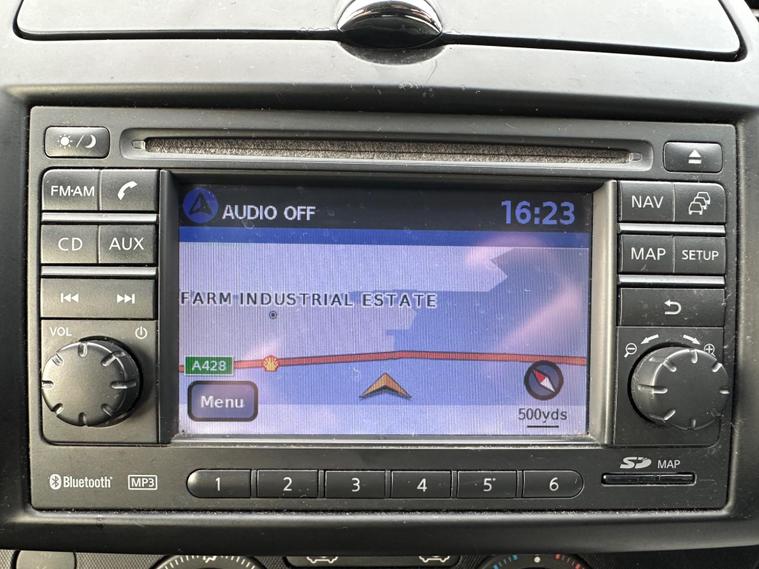 FM·AM
CD
AUX
VOL
AUDIO OFF
16:23
FARM INDUSTRIAL ESTATE
A428
Menu
500yds
NAV
MAP
SETUP
Bluetooth
MP3
1
2
3
4
5
6
SD MAP